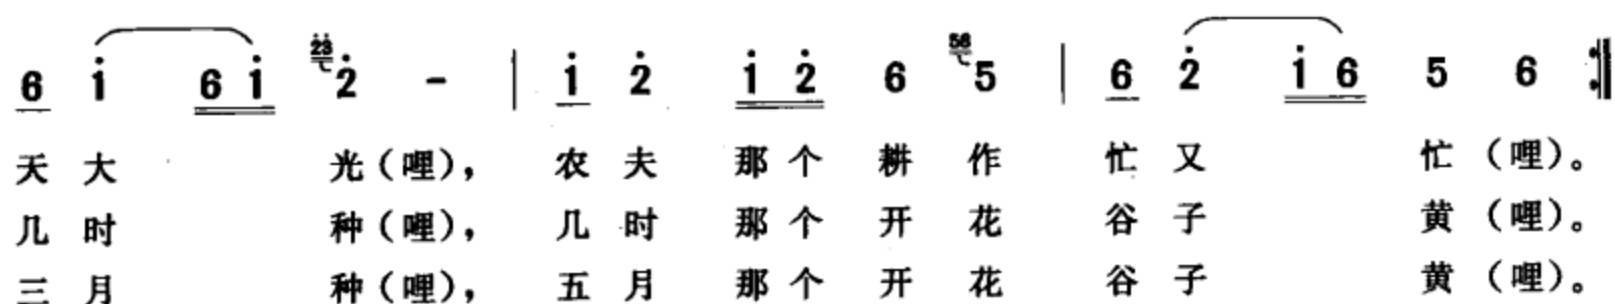 6 1 6 1 23 2 - | 1 2 1 2 6 56 5 | 6 2 1 6 5 6
天大 光（哩），农夫 那个 耕 作 忙又 忙（哩）。
几时 种（哩），几时 那个 开 花 谷子 黄（哩）。
三月 种（哩），五月 那个 开 花 谷子 黄（哩）。